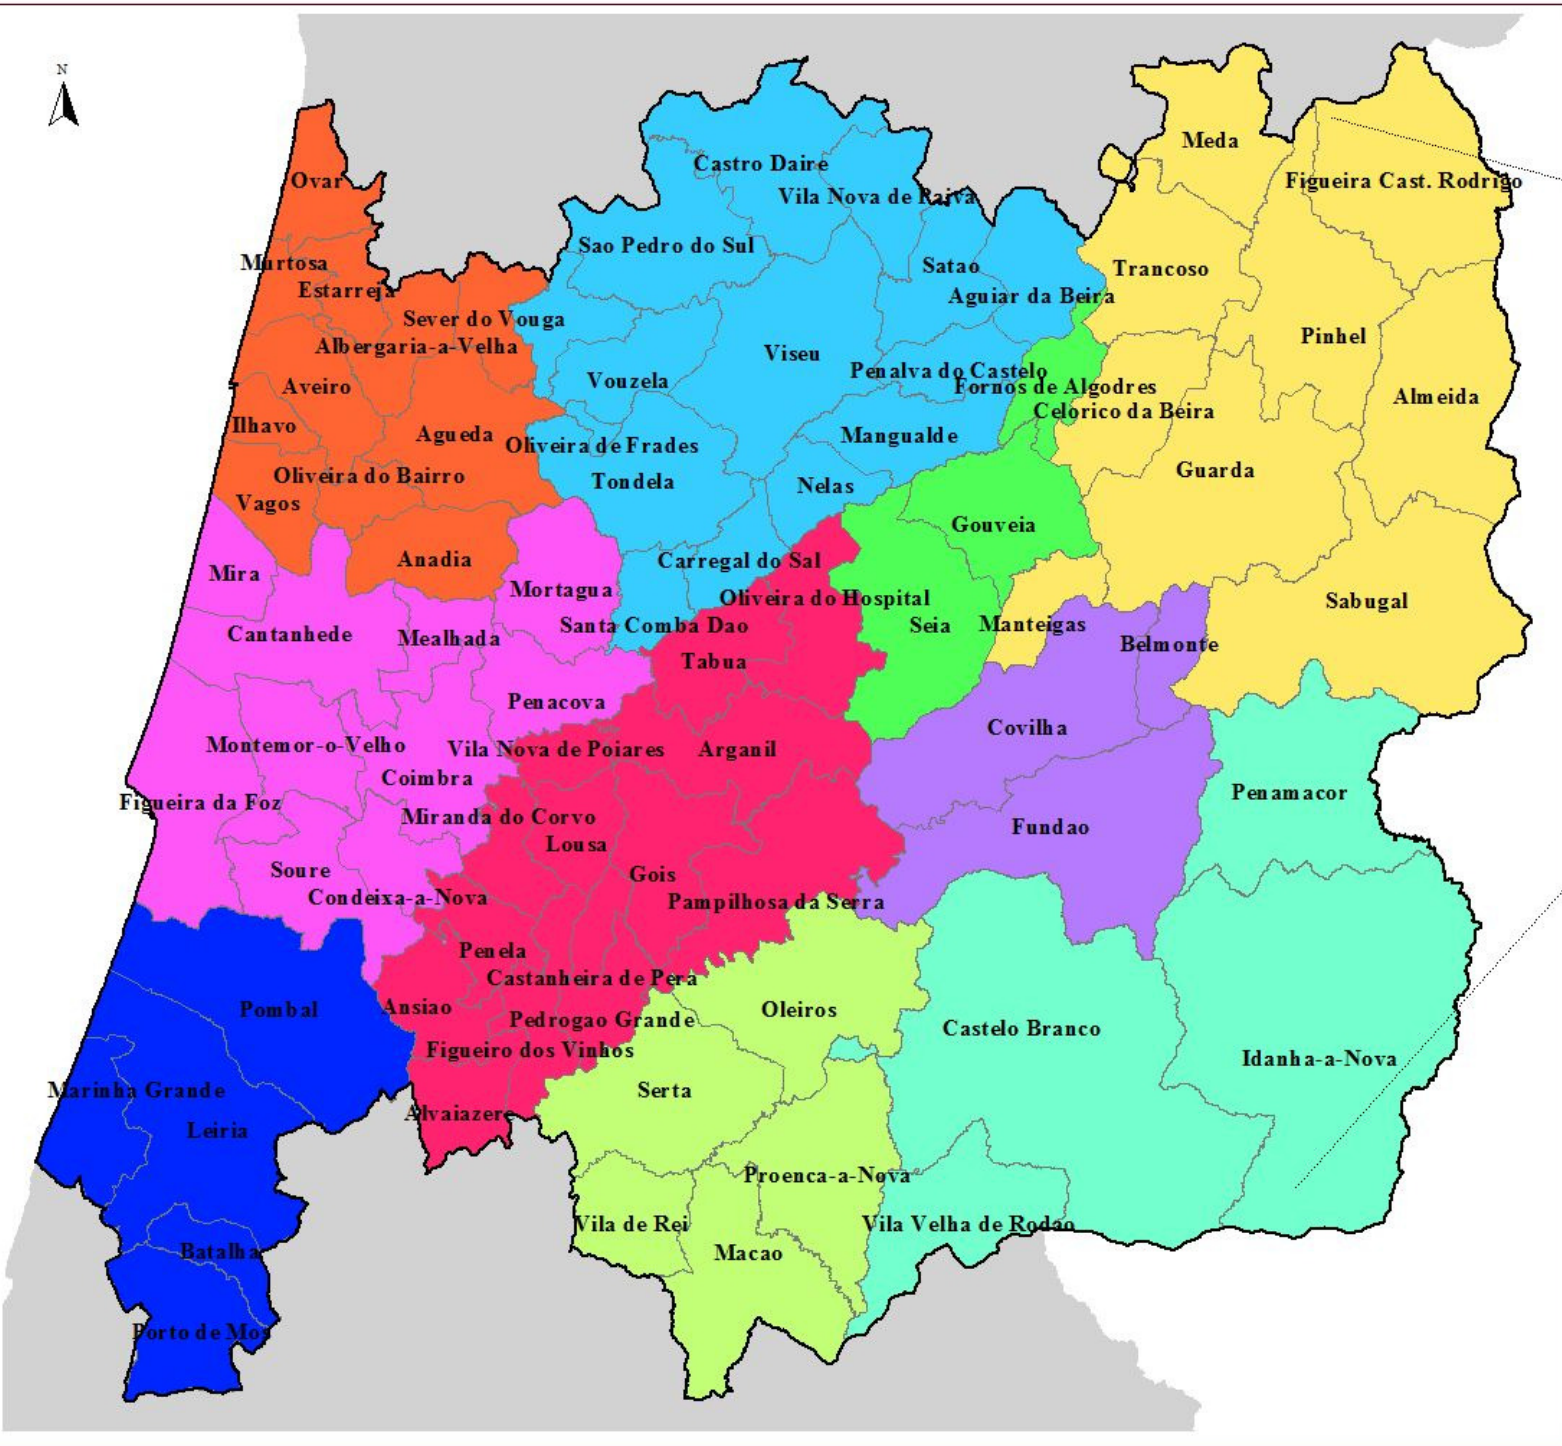 N
Meda
Castro Daire
Ovar
Figueira Cast. Rodrigo
Vila Nova de Paiva
Sao Pedro do Sul
Murtosa
Satao
Trancoso
Estarreja
Aguiar da Beira
Sever do Vouga
Pinhel
Albergaria-a-Velha
Viseu
Penalva do Castelo
Vouzela
Aveiro
Fornos de Algodres
Almeida
Celorico da Beira
Ilhavo
Agueda
Mangualde
Oliveira de Frades
Guarda
Oliveira do Bairro
Tondela
Nelas
Vagos
Gouveia
Anadia
Carregal do Sal
Mira
Mortagua
Oliveira do Hospital
Sabugal
Manteigas
Santa Comba Dao
Seia
Cantanhede
Mealhada
Belmonte
Tabua
Penacova
Covilha
Montemor-o-Velho
Vila Nova de Poiares
Arganil
Coimbra
Penamacor
Figueira da Foz
Miranda do Corvo
Fundao
Lousa
Soure
Gois
Condeixa-a-Nova
Pampilhosa da Serra
Penela
Castanheira de Pera
Pombal
Ansiao
Oleiros
Pedrogao Grande
Castelo Branco
Figueiro dos Vinhos
Idanha-a-Nova
Marinha Grande
Serta
Alvaiazere
Leiria
Proenca-a-Nova
Vila de Rei
Vila Velha de Rodao
Batalha
Macao
Porto de Mos